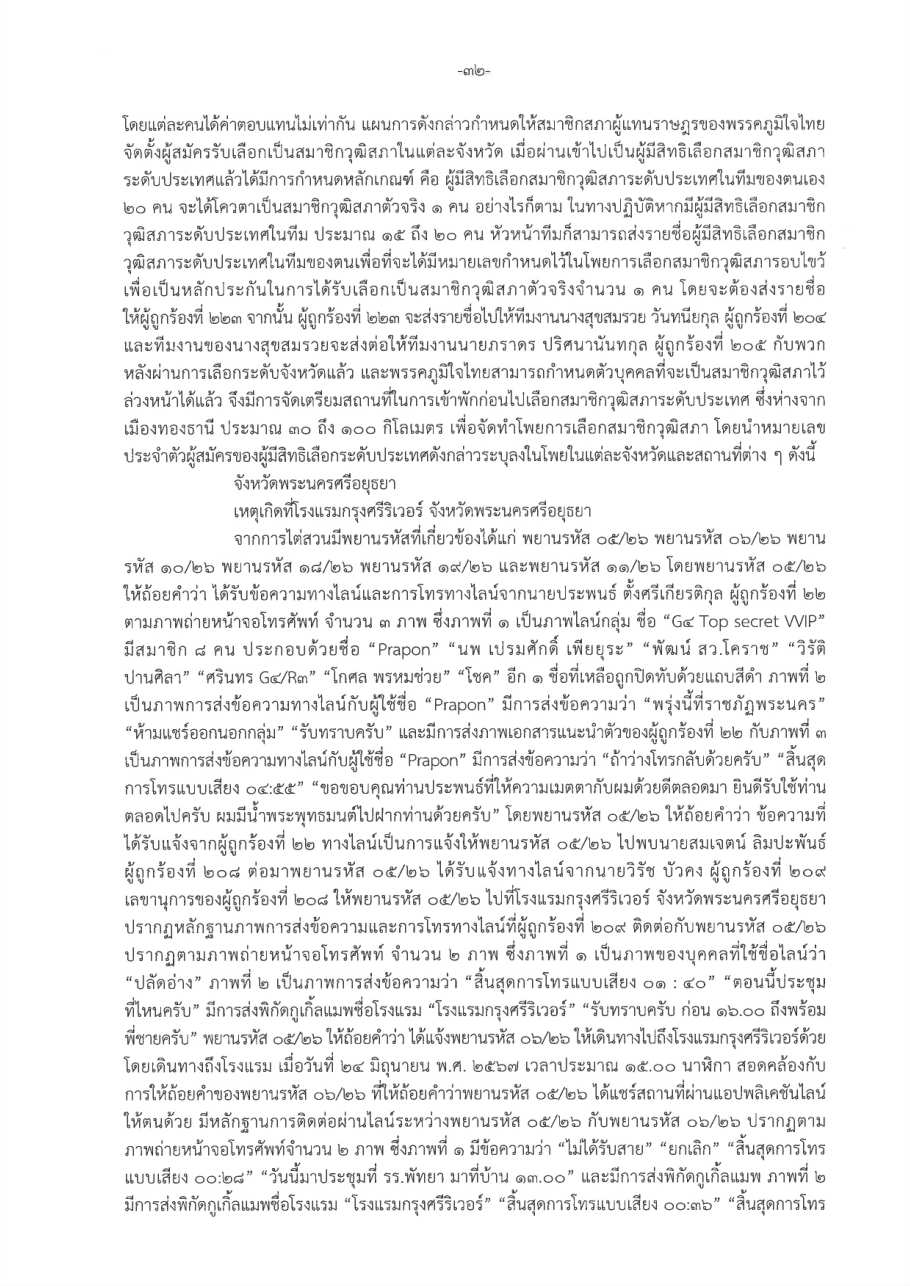 -๓๒-
โดยแต่ละคนได้ค่าตอบแทนไม่เท่ากัน แผนการดังกล่าวกำหนดให้สมาชิกสภาผู้แทนราษฎรของพรรคภูมิใจไทย
จัดตั้งผู้สมัครรับเลือกเป็นสมาชิกวุฒิสภาในแต่ละจังหวัด เมื่อผ่านเข้าไปเป็นผู้มีสิทธิเลือกสมาชิกวุฒิสภา
ระดับประเทศแล้วได้มีการกำหนดหลักเกณฑ์ คือ ผู้มีสิทธิเลือกสมาชิกวุฒิสภาระดับประเทศในทีมของตนเอง
๒๐ คน จะได้โควตาเป็นสมาชิกวุฒิสภาตัวจริง ๑ คน อย่างไรก็ตาม ในทางปฏิบัติหากมีผู้มีสิทธิเลือกสมาชิก
วุฒิสภาระดับประเทศในทีม ประมาณ ๑๕ ถึง ๒๐ คน หัวหน้าทีมก็สามารถส่งรายชื่อผู้มีสิทธิเลือกสมาชิก
วุฒิสภาระดับประเทศในทีมของตนเพื่อที่จะได้มีหมายเลขกำหนดไว้ในโพยการเลือกสมาชิกวุฒิสภารอบไขว้
เพื่อเป็นหลักประกันในการได้รับเลือกเป็นสมาชิกวุฒิสภาตัวจริงจำนวน ๑ คน โดยจะต้องส่งรายชื่อ
ให้ผู้ถูกร้องที่ ๒๒๓ จากนั้น ผู้ถูกร้องที่ ๒๒๓ จะส่งรายชื่อไปให้ทีมงานนางสุขสมรวย วันทนียกุล ผู้ถูกร้องที่ ๒๐๔
และทีมงานของนางสุขสมรวยจะส่งต่อให้ทีมงานนายภราดร ปริศนานันทกุล ผู้ถูกร้องที่ ๒๐๕ กับพวก
หลังผ่านการเลือกระดับจังหวัดแล้ว และพรรคภูมิใจไทยสามารถกำหนดตัวบุคคลที่จะเป็นสมาชิกวุฒิสภาไว้
ล่วงหน้าได้แล้ว จึงมีการจัดเตรียมสถานที่ในการเข้าพักก่อนไปเลือกสมาชิกวุฒิสภาระดับประเทศ ซึ่งห่างจาก
เมืองทองธานี ประมาณ ๓๐ ถึง ๑๐๐ กิโลเมตร เพื่อจัดทำโพยการเลือกสมาชิกวุฒิสภา โดยนำหมายเลข
ประจำตัวผู้สมัครของผู้มีสิทธิเลือกระดับประเทศดังกล่าวระบุลงในโพยในแต่ละจังหวัดและสถานที่ต่าง ๆ ดังนี้
จังหวัดพระนครศรีอยุธยา
เหตุเกิดที่โรงแรมกรุงศรีริเวอร์ จังหวัดพระนครศรีอยุธยา
จากการไต่สวนมีพยานรหัสที่เกี่ยวข้องได้แก่ พยานรหัส ๐๕/๒๖ พยานรหัส ๐๖/๒๖ พยาน
รหัส ๑๐/๒๖ พยานรหัส ๑๘/๒๖ พยานรหัส ๑๙/๒๖ และพยานรหัส ๑๑/๒๖ โดยพยานรหัส ๐๕/๒๖
ให้ถ้อยคำว่า ได้รับข้อความทางไลน์และการโทรทางไลน์จากนายประพนธ์ ตั้งศรีเกียรติกุล ผู้ถูกร้องที่ ๒๒
ตามภาพถ่ายหน้าจอโทรศัพท์ จำนวน ๓ ภาพ ซึ่งภาพที่ ๑ เป็นภาพไลน์กลุ่ม ชื่อ “G๔ Top secret VVIP”
มีสมาชิก ๘ คน ประกอบด้วยชื่อ “Prapon” “นพ เปรมศักดิ์ เพียยุระ” “พัฒน์ สว.โคราช” “วิรัติ
ปานศิลา” “ศรินทร G๔/R๓” “โกศล พรหมช่วย” “โชค” อีก ๑ ชื่อที่เหลือถูกปิดทับด้วยแถบสีดำ ภาพที่ ๒
เป็นภาพการส่งข้อความทางไลน์กับผู้ใช้ชื่อ “Prapon” มีการส่งข้อความว่า “พรุ่งนี้ที่ราชภัฏพระนคร”
“ห้ามแชร์ออกนอกกลุ่ม” “รับทราบครับ” และมีการส่งภาพเอกสารแนะนำตัวของผู้ถูกร้องที่ ๒๒ กับภาพที่ ๓
เป็นภาพการส่งข้อความทางไลน์กับผู้ใช้ชื่อ “Prapon” มีการส่งข้อความว่า “ถ้าว่างโทรกลับด้วยครับ” “สิ้นสุด
การโทรแบบเสียง ๐๔:๕๕” “ขอขอบคุณท่านประพนธ์ที่ให้ความเมตตากับผมด้วยดีตลอดมา ยินดีรับใช้ท่าน
ตลอดไปครับ ผมมีน้ำพระพุทธมนต์ไปฝากท่านด้วยครับ” โดยพยานรหัส ๐๕/๒๖ ให้ถ้อยคำว่า ข้อความที่
ได้รับแจ้งจากผู้ถูกร้องที่ ๒๒ ทางไลน์เป็นการแจ้งให้พยานรหัส ๐๕/๒๖ ไปพบนายสมเจตน์ ลิมปะพันธ์
ผู้ถูกร้องที่ ๒๐๘ ต่อมาพยานรหัส ๐๕/๒๖ ได้รับแจ้งทางไลน์จากนายวิรัช บัวคง ผู้ถูกร้องที่ ๒๐๙
เลขานุการของผู้ถูกร้องที่ ๒๐๘ ให้พยานรหัส ๐๕/๒๖ ไปที่โรงแรมกรุงศรีริเวอร์ จังหวัดพระนครศรีอยุธยา
ปรากฏหลักฐานภาพการส่งข้อความและการโทรทางไลน์ที่ผู้ถูกร้องที่ ๒๐๙ ติดต่อกับพยานรหัส ๐๕/๒๖
ปรากฏตามภาพถ่ายหน้าจอโทรศัพท์ จำนวน ๒ ภาพ ซึ่งภาพที่ ๑ เป็นภาพของบุคคลที่ใช้ชื่อไลน์ว่า
“ปลัดอ่าง” ภาพที่ ๒ เป็นภาพการส่งข้อความว่า “สิ้นสุดการโทรแบบเสียง ๐๑ : ๔๐” “ตอนนี้ประชุม
ที่ไหนครับ” มีการส่งพิกัดกูเกิ้ลแมพชื่อโรงแรม “โรงแรมกรุงศรีริเวอร์” “รับทราบครับ ก่อน ๑๖.๐๐ ถึงพร้อม
พี่ชายครับ” พยานรหัส ๐๕/๒๖ ให้ถ้อยคำว่า ได้แจ้งพยานรหัส ๐๖/๒๖ ให้เดินทางไปถึงโรงแรมกรุงศรีริเวอร์ด้วย
โดยเดินทางถึงโรงแรม เมื่อวันที่ ๒๔ มิถุนายน พ.ศ. ๒๕๖๗ เวลาประมาณ ๑๕.๐๐ นาฬิกา สอดคล้องกับ
การให้ถ้อยคำของพยานรหัส ๐๖/๒๖ ที่ให้ถ้อยคำว่าพยานรหัส ๐๕/๒๖ ได้แชร์สถานที่ผ่านแอปพลิเคชันไลน์
ให้ตนด้วย มีหลักฐานการติดต่อผ่านไลน์ระหว่างพยานรหัส ๐๕/๒๖ กับพยานรหัส ๐๖/๒๖ ปรากฏตาม
ภาพถ่ายหน้าจอโทรศัพท์จำนวน ๒ ภาพ ซึ่งภาพที่ ๑ มีข้อความว่า “ไม่ได้รับสาย” “ยกเลิก” “สิ้นสุดการโทร
แบบเสียง ๐๐:๒๘” “วันนี้มาประชุมที่ รร.พัทยา มาที่บ้าน ๑๓.๐๐” และมีการส่งพิกัดกูเกิ้ลแมพ ภาพที่ ๒
มีการส่งพิกัดกูเกิ้ลแมพชื่อโรงแรม “โรงแรมกรุงศรีริเวอร์” “สิ้นสุดการโทรแบบเสียง ๐๐:๓๖” “สิ้นสุดการโทร